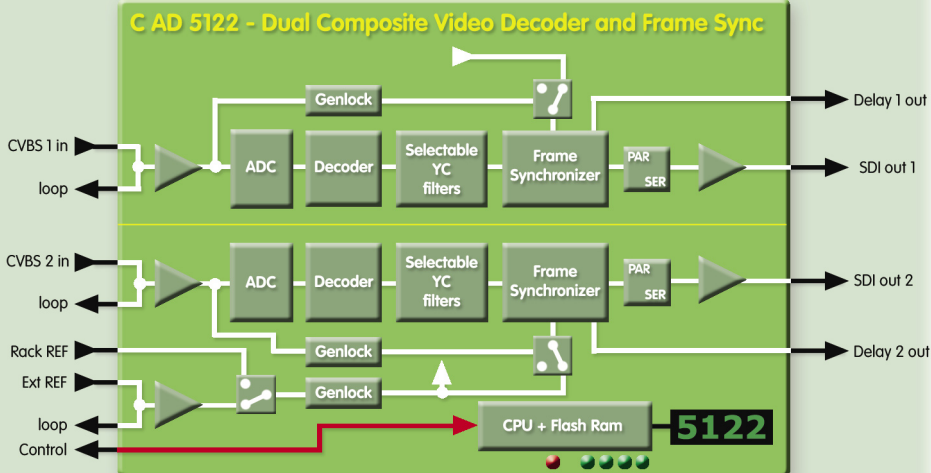 C AD 5122 - Dual Composite Video Decoder and Frame Sync
Genlock
Delay 1 out
CVBS 1 in
loop
ADC
Decoder
Selectable
YC
filters
Frame
Synchronizer
PAR
SER
SDI out 1
CVBS 2 in
loop
ADC
Decoder
Selectable
YC
filters
Frame
Synchronizer
PAR
SER
SDI out 2
Rack REF
Genlock
Delay 2 out
Ext REF
Genlock
loop
Control
CPU + Flash Ram
5122